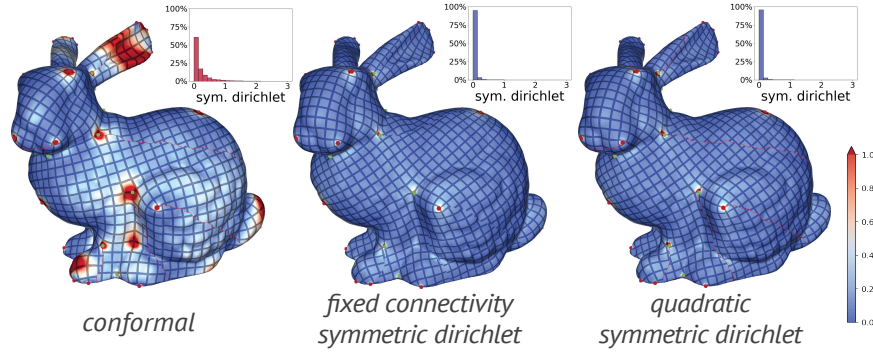 100%
75%
50%
25%
0%
0 1 2 3
sym. dirichlet
100%
75%
50%
25%
0%
0 1 2 3
sym. dirichlet
100%
75%
50%
25%
0%
0 1 2 3
sym. dirichlet
1.0
0.8
0.6
0.4
0.2
0.0
conformal
fixed connectivity
symmetric dirichlet
quadratic
symmetric dirichlet